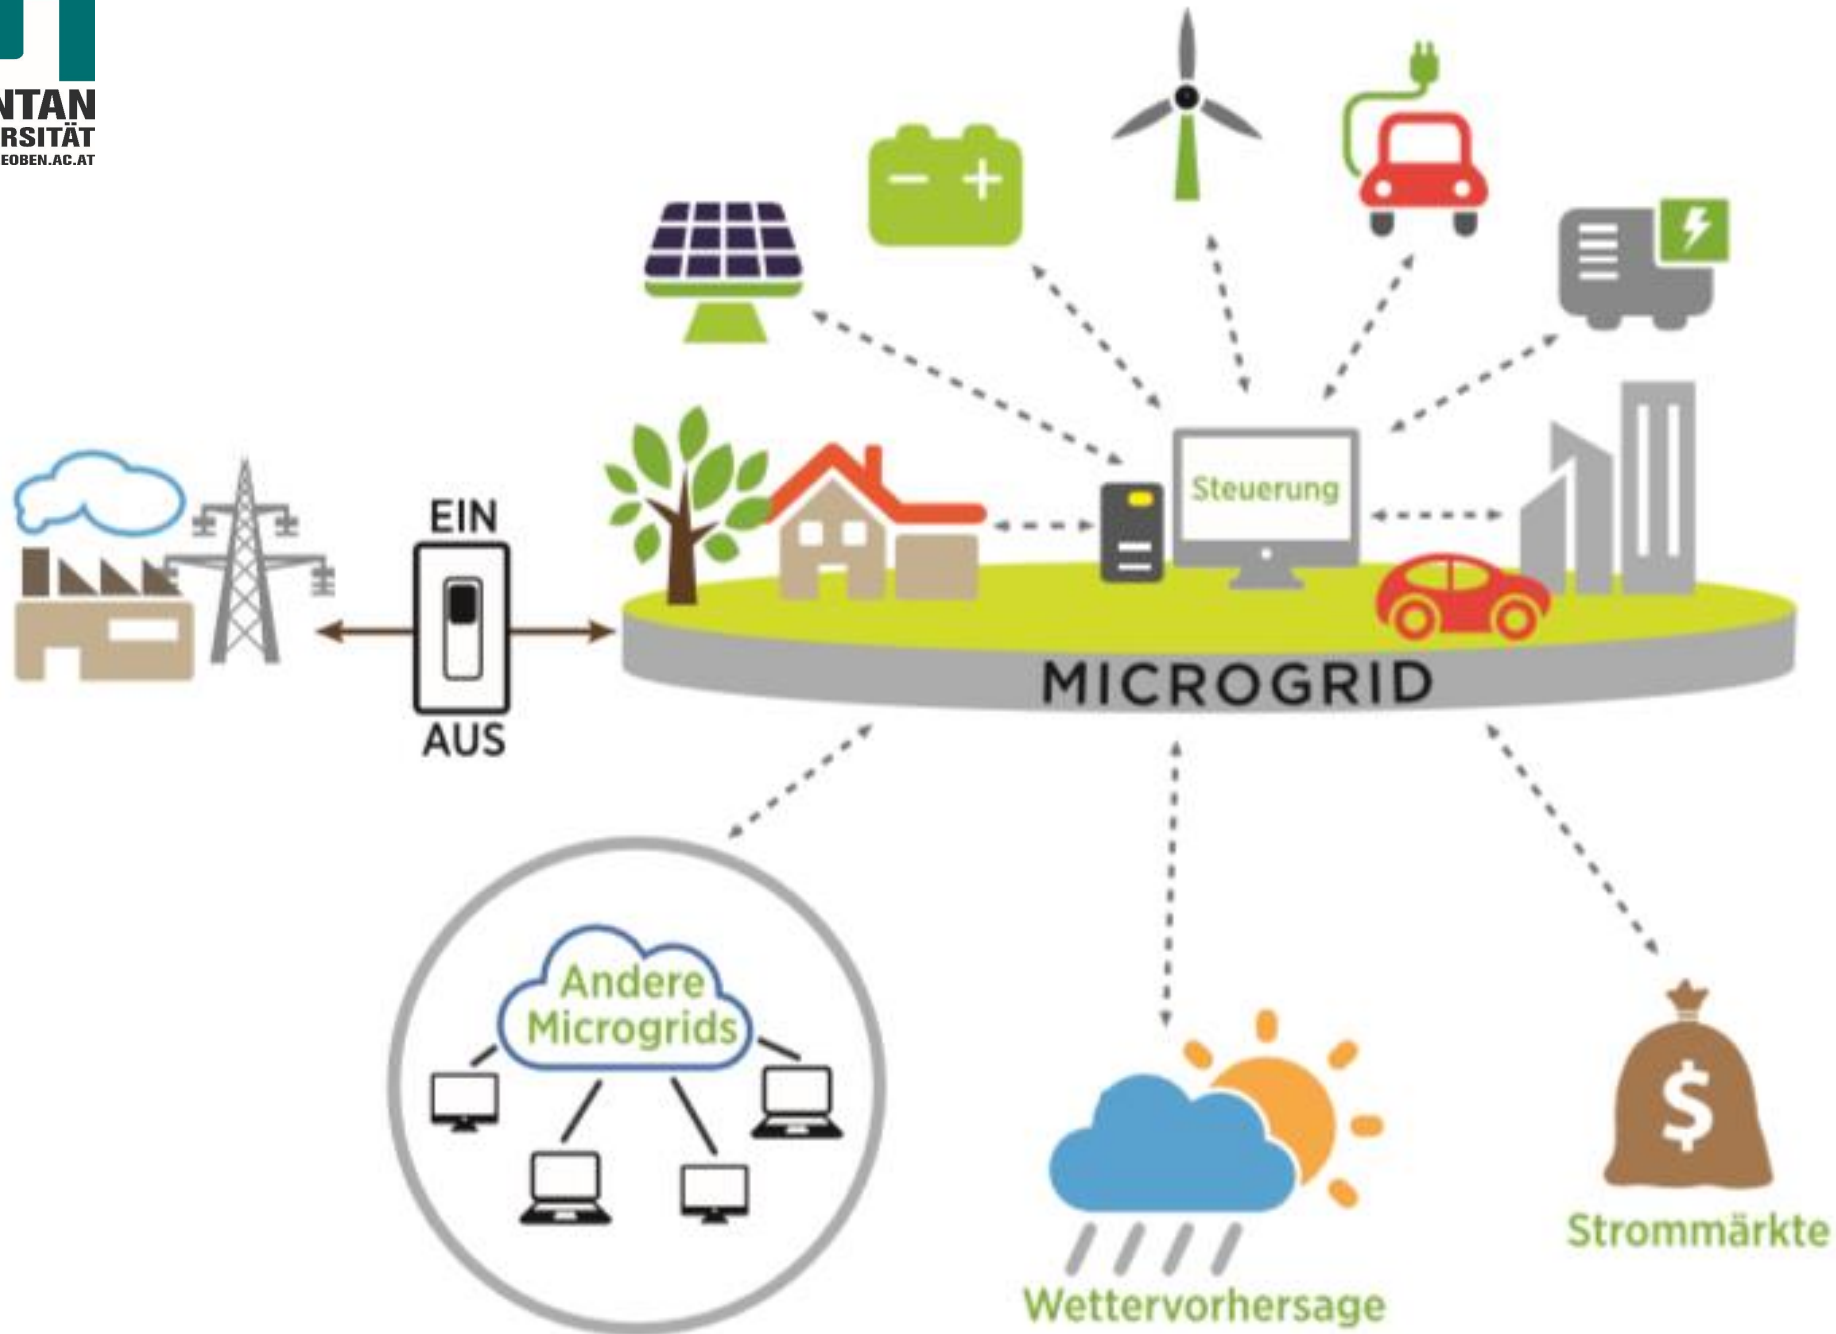 NTAN
RSITÄT
EOBEN.AC.AT
Steuerung
EIN
AUS
MICROGRID
Andere
Microgrids
$
Strommärkte
Wettervorhersage